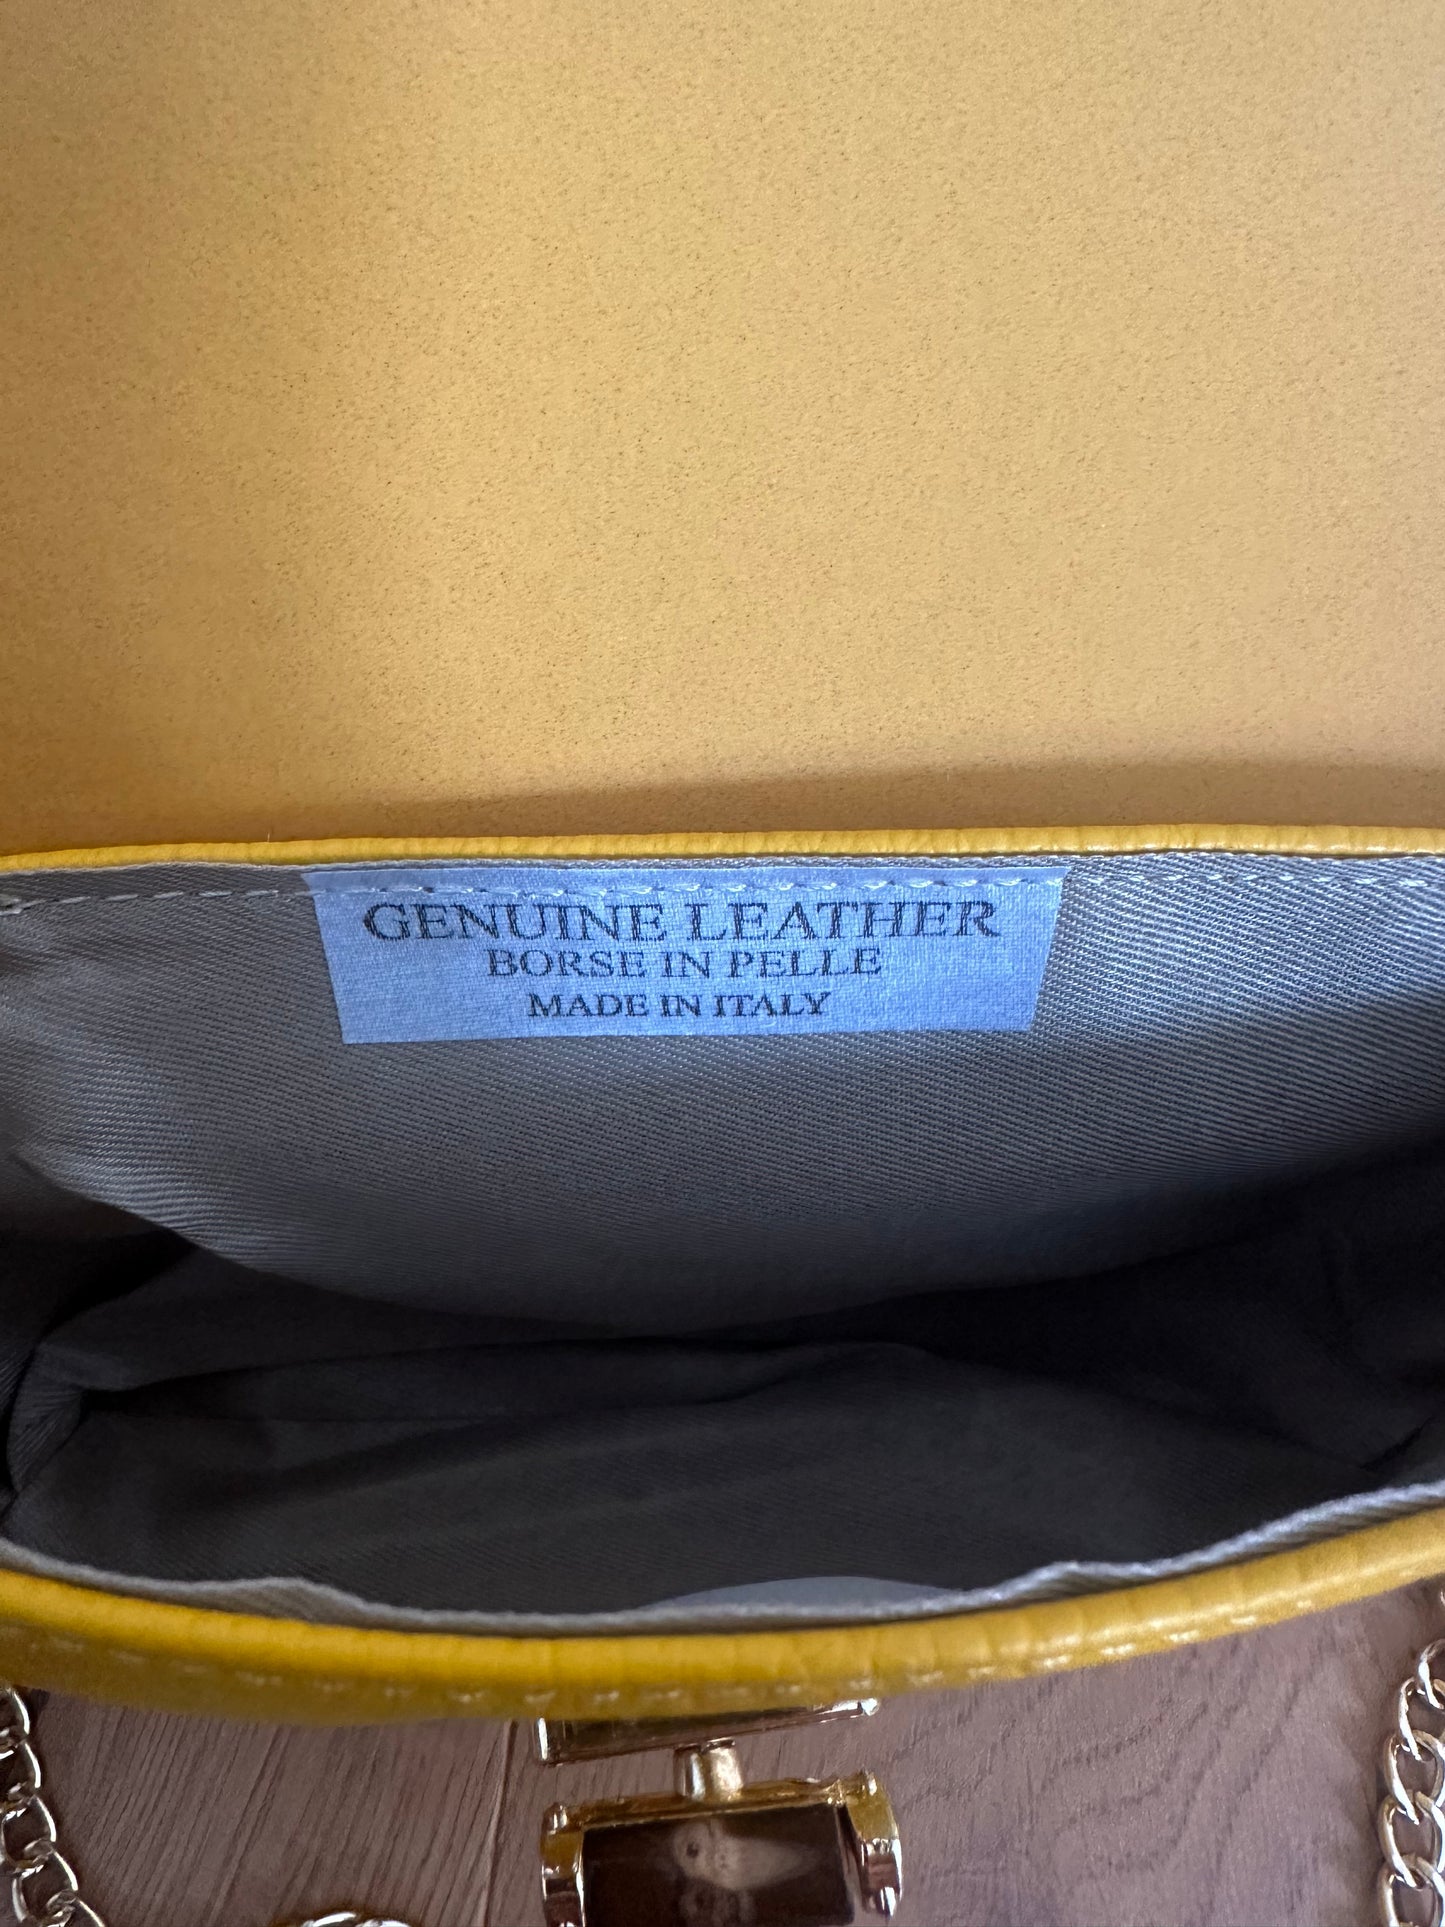 GENUINE LEATHER
BORSE IN PELLE
MADE IN ITALY